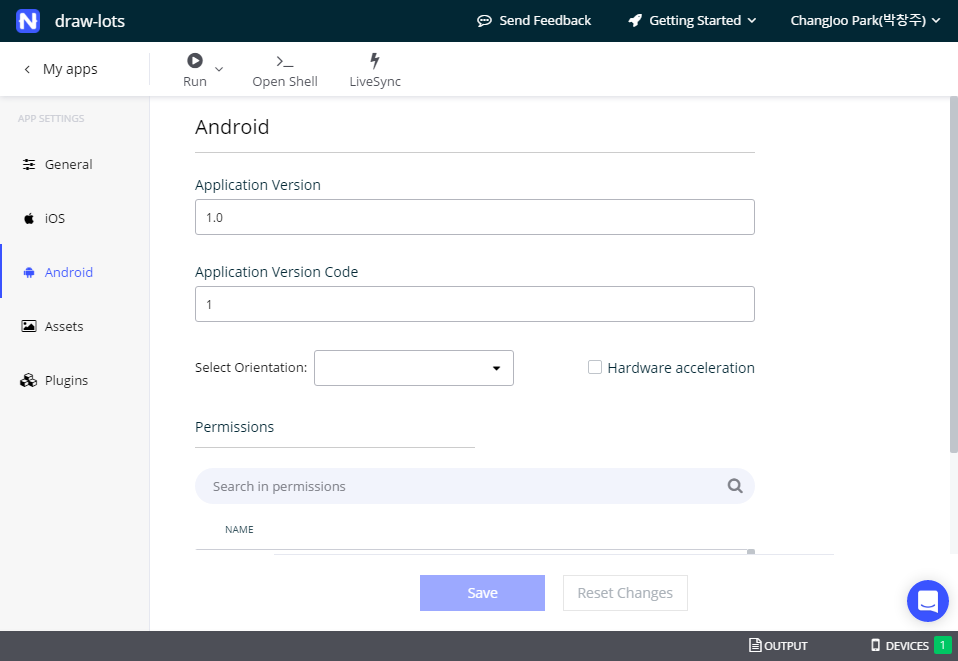 draw-lots
Send Feedback
Getting Started
ChangJoo Park(박창주)
My apps
Run
Open Shell
LiveSync
APP SETTINGS
General
iOS
Android
Assets
Plugins
Android
Application Version
1.0
Application Version Code
1
Select Orientation:
Hardware acceleration
Permissions
Search in permissions
NAME
Save
Reset Changes
OUTPUT
DEVICES 1